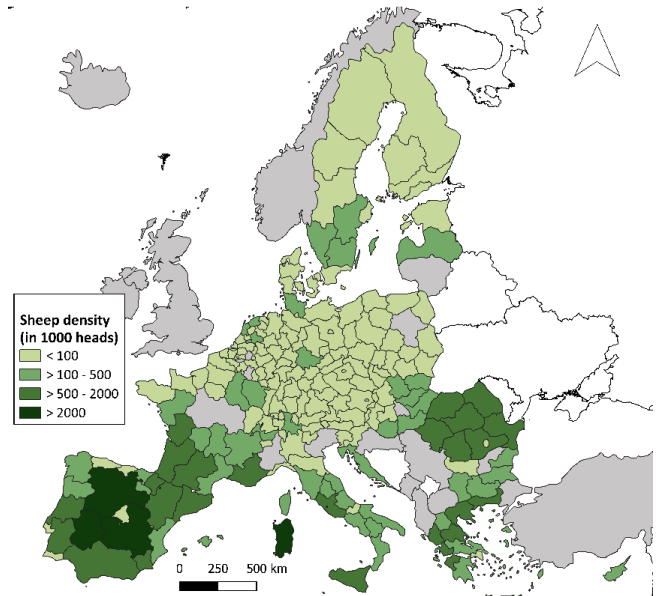 Sheep density
(in 1000 heads)
< 100
> 100 - 500
> 500 - 2000
> 2000
0 250 500 km